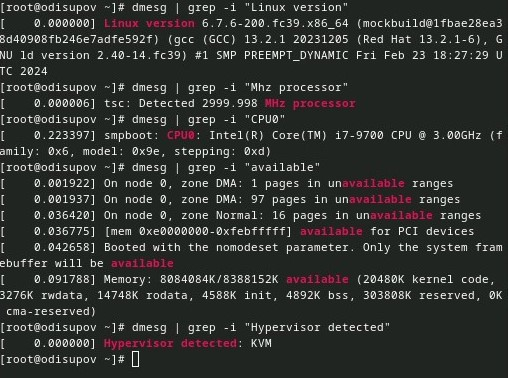 [root@odisupov ~]# dmesg | grep -i "Linux version"
[    0.000000] Linux version 6.7.6-200.fc39.x86_64 (mockbuild@1fbae28ea3
8d40908fb246e7adfe592f) (gcc (GCC) 13.2.1 20231205 (Red Hat 13.2.1-6), G
NU ld version 2.40-14.fc39) #1 SMP PREEMPT_DYNAMIC Fri Feb 23 18:27:29 U
TC 2024
[root@odisupov ~]# dmesg | grep -i "Mhz processor"
[    0.000006] tsc: Detected 2999.998 MHz processor
[root@odisupov ~]# dmesg | grep -i "CPU0"
[    0.223397] smpboot: CPU0: Intel(R) Core(TM) i7-9700 CPU @ 3.00GHz (f
amily: 0x6, model: 0x9e, stepping: 0xd)
[root@odisupov ~]# dmesg | grep -i "available"
[    0.001922] On node 0, zone DMA: 1 pages in unavailable ranges
[    0.001937] On node 0, zone DMA: 97 pages in unavailable ranges
[    0.036420] On node 0, zone Normal: 16 pages in unavailable ranges
[    0.036775] [mem 0xe0000000-0xfebfffff] available for PCI devices
[    0.042658] Booted with the nomodeset parameter. Only the system fram
ebuffer will be available
[    0.091788] Memory: 8084084K/8388152K available (20480K kernel code,
3276K rwdata, 14748K rodata, 4588K init, 4892K bss, 303808K reserved, 0K
 cma-reserved)
[root@odisupov ~]# dmesg | grep -i "Hypervisor detected"
[    0.000000] Hypervisor detected: KVM
[root@odisupov ~]#